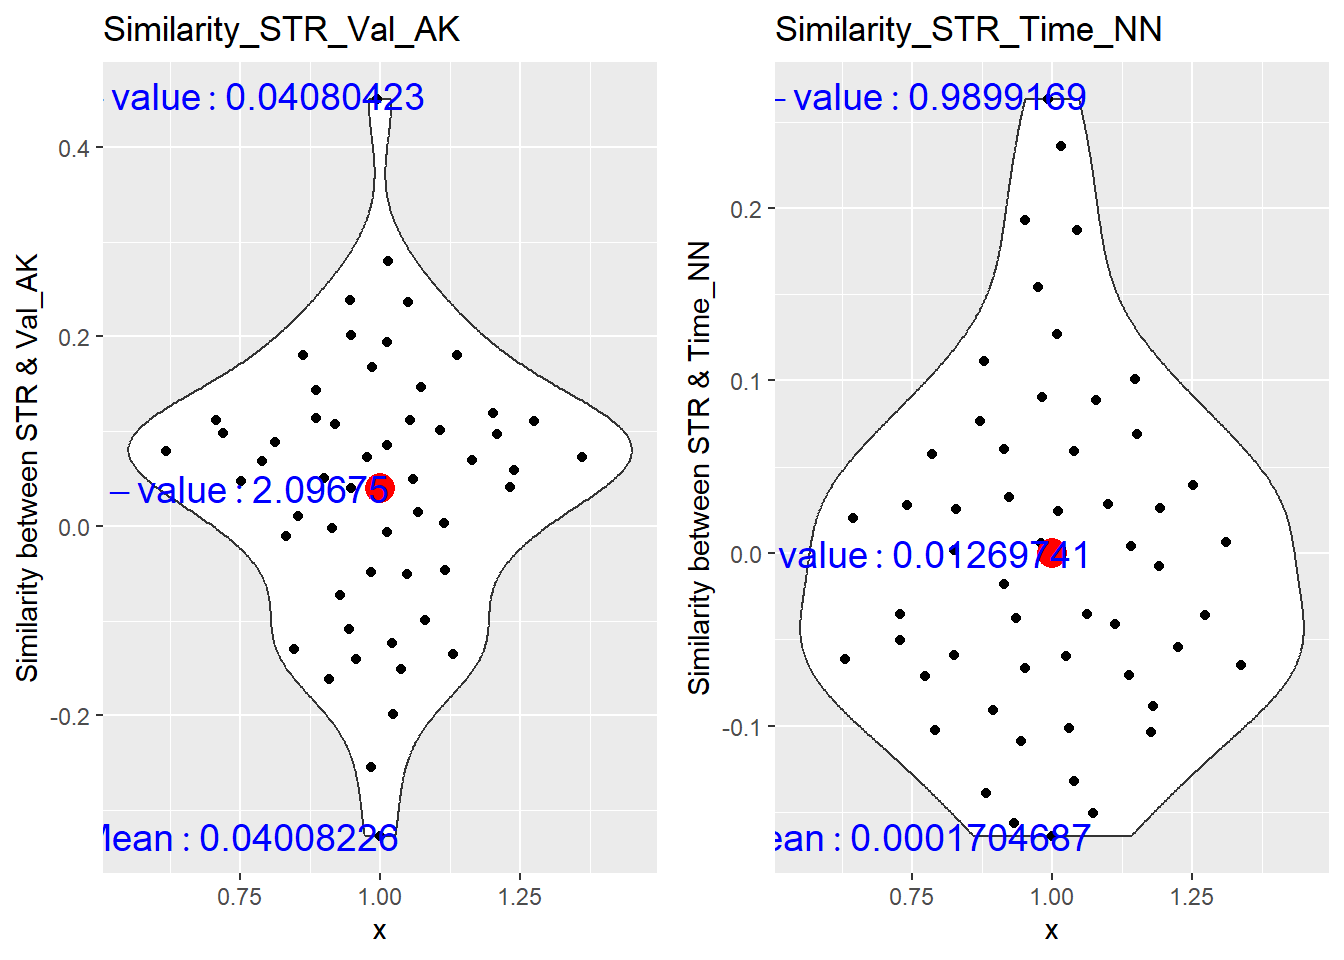 Similarity_STR_Val_AK
– value : 0.04080423
0.4
0.2
– value : 2.09675
0.0
-0.2
Mean : 0.04008226
0.75 1.00 1.25
x
Similarity between STR & Val_AK
Similarity_STR_Time_NN
– value : 0.9899169
0.2
0.1
value : 0.01269741
0.0
-0.1
ean : 0.0001704687
0.75 1.00 1.25
x
Similarity between STR & Time_NN